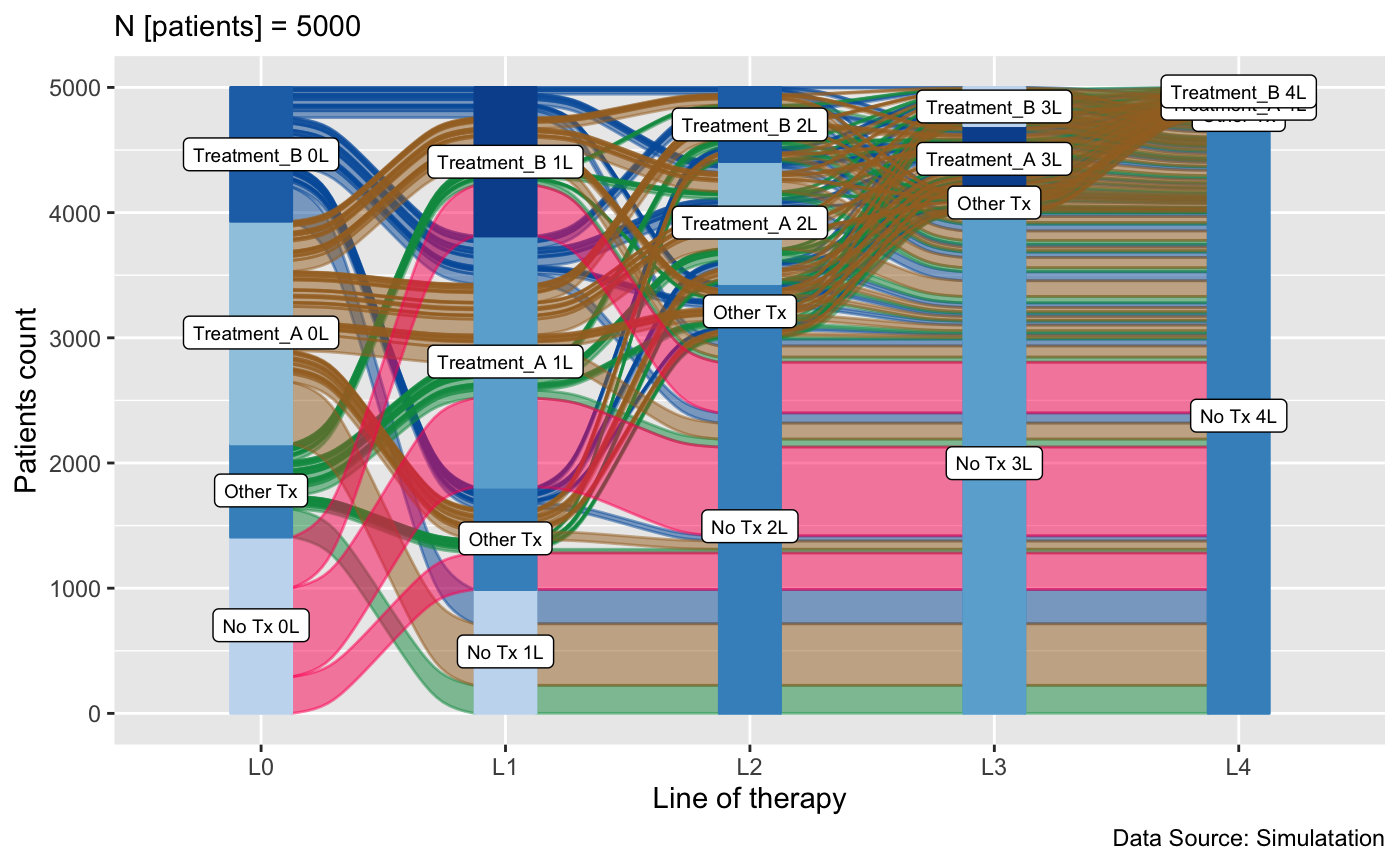 N [patients] = 5000
Patients count
5000
4000
3000
2000
1000
0
Treatment_B 0L
Treatment_A 0L
Other Tx
No Tx 0L
Treatment_B 1L
Treatment_A 1L
Other Tx
No Tx 1L
Treatment_B 2L
Treatment_A 2L
Other Tx
No Tx 2L
Treatment_B 3L
Treatment_A 3L
Other Tx
No Tx 3L
Treatment_B 4L
No Tx 4L
L0
L1
L2
L3
L4
Line of therapy
Data Source: Simulatation